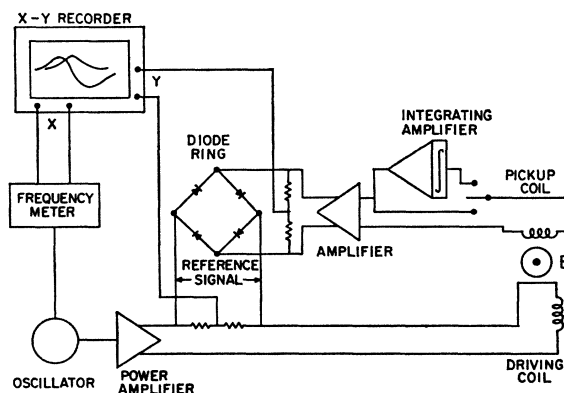 X-Y RECORDER
Y
X
DIODE
RING
INTEGRATING
AMPLIFIER
PICKUP
COIL
FREQUENCY
METER
AMPLIFIER
REFERENCE
SIGNAL
B
OSCILLATOR
POWER
AMPLIFIER
DRIVING
COIL